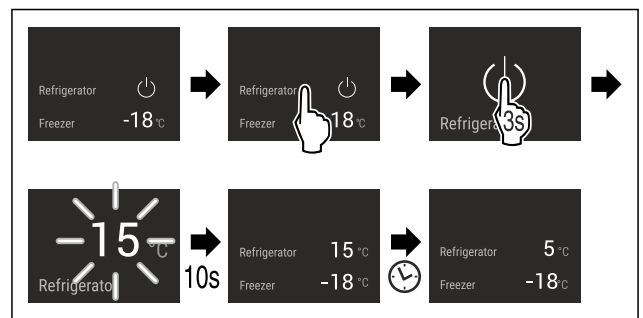 Refrigerator
Freezer -18 °C
Refrigerator
Freezer 18 °C
Refrigera 3s
15 °C
Refrigerato
10s
Refrigerator 15 °C
Freezer -18 °C
Refrigerator 5 °C
Freezer -18 °C